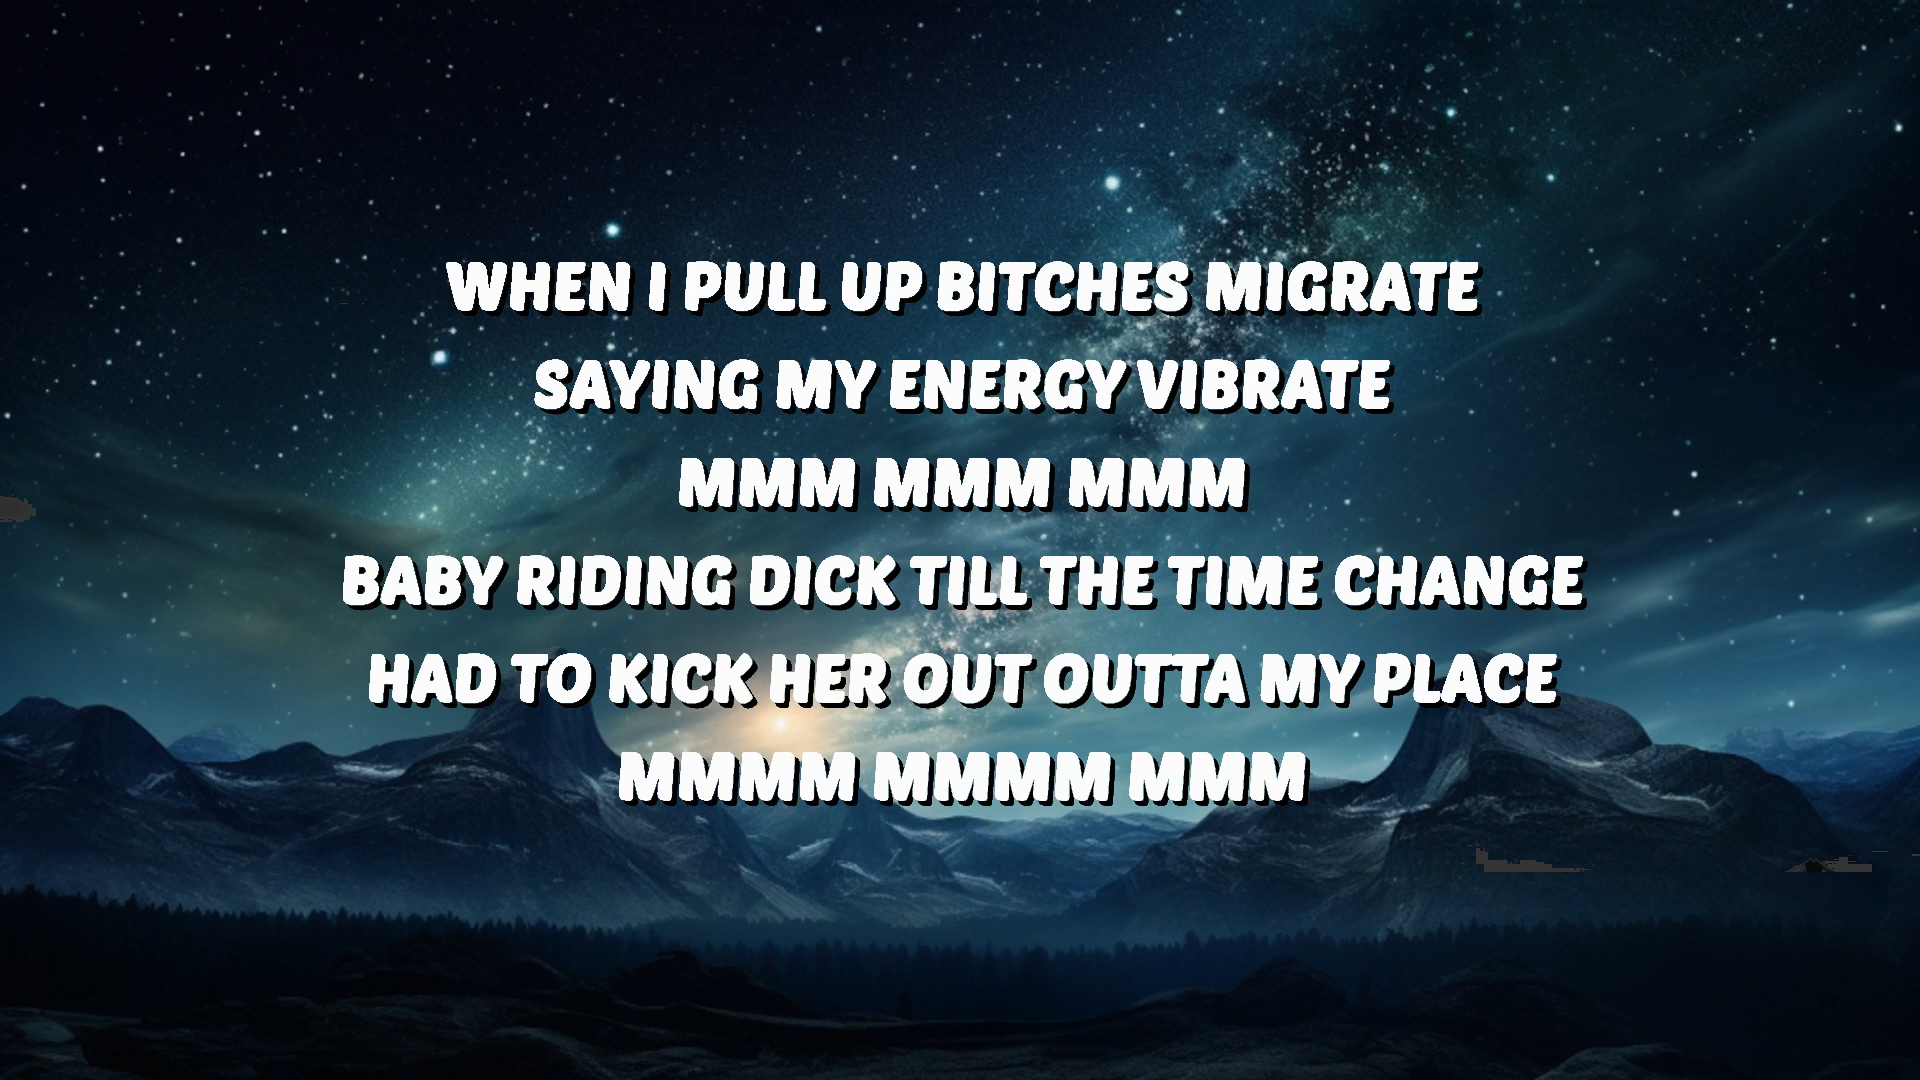 WHEN I PULL UP BITCHES MIGRATE
SAYING MY ENERGY VIBRATE
MMM MMM MMM
BABY RIDING DICK TILL THE TIME CHANGE
HAD TO KICK HER OUT OUTTA MY PLACE
MMMM MMMM MMM